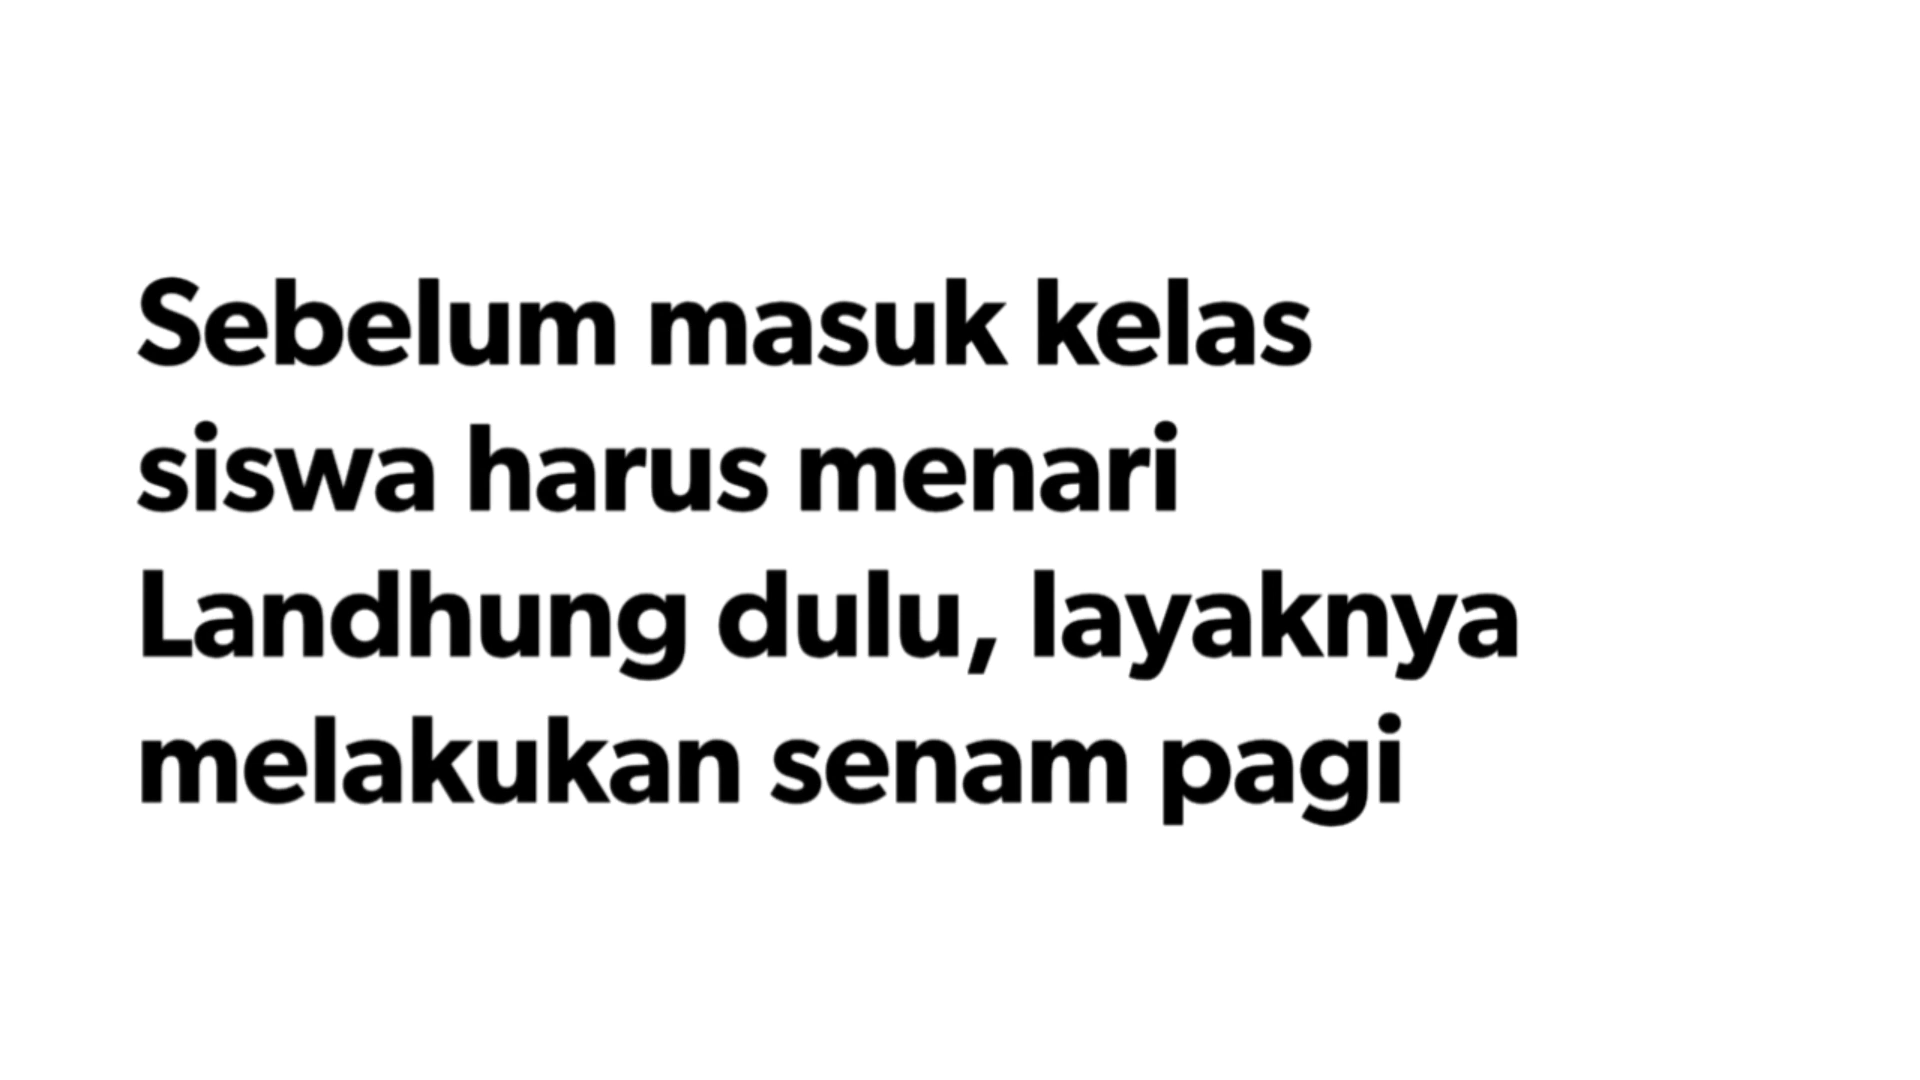 Sebelum masuk kelas
siswa harus menari
Landhung dulu, layaknya
melakukan senam pagi